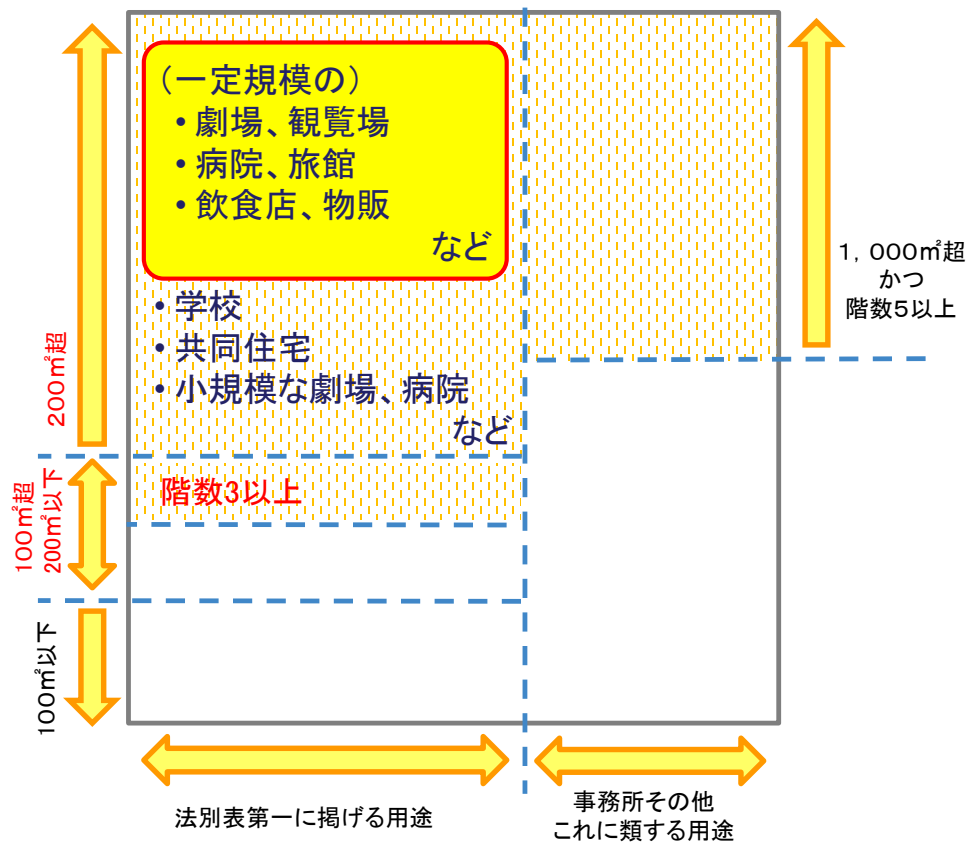 （一定規模の）
・劇場、観覧場
・病院、旅館
・飲食店、物販
など
・学校
・共同住宅
・小規模な劇場、病院
など
階数3以上
200㎡超
100㎡超
200㎡以下
100㎡以下
1，000㎡超
かつ
階数5以上
法別表第一に掲げる用途
事務所その他
これに類する用途